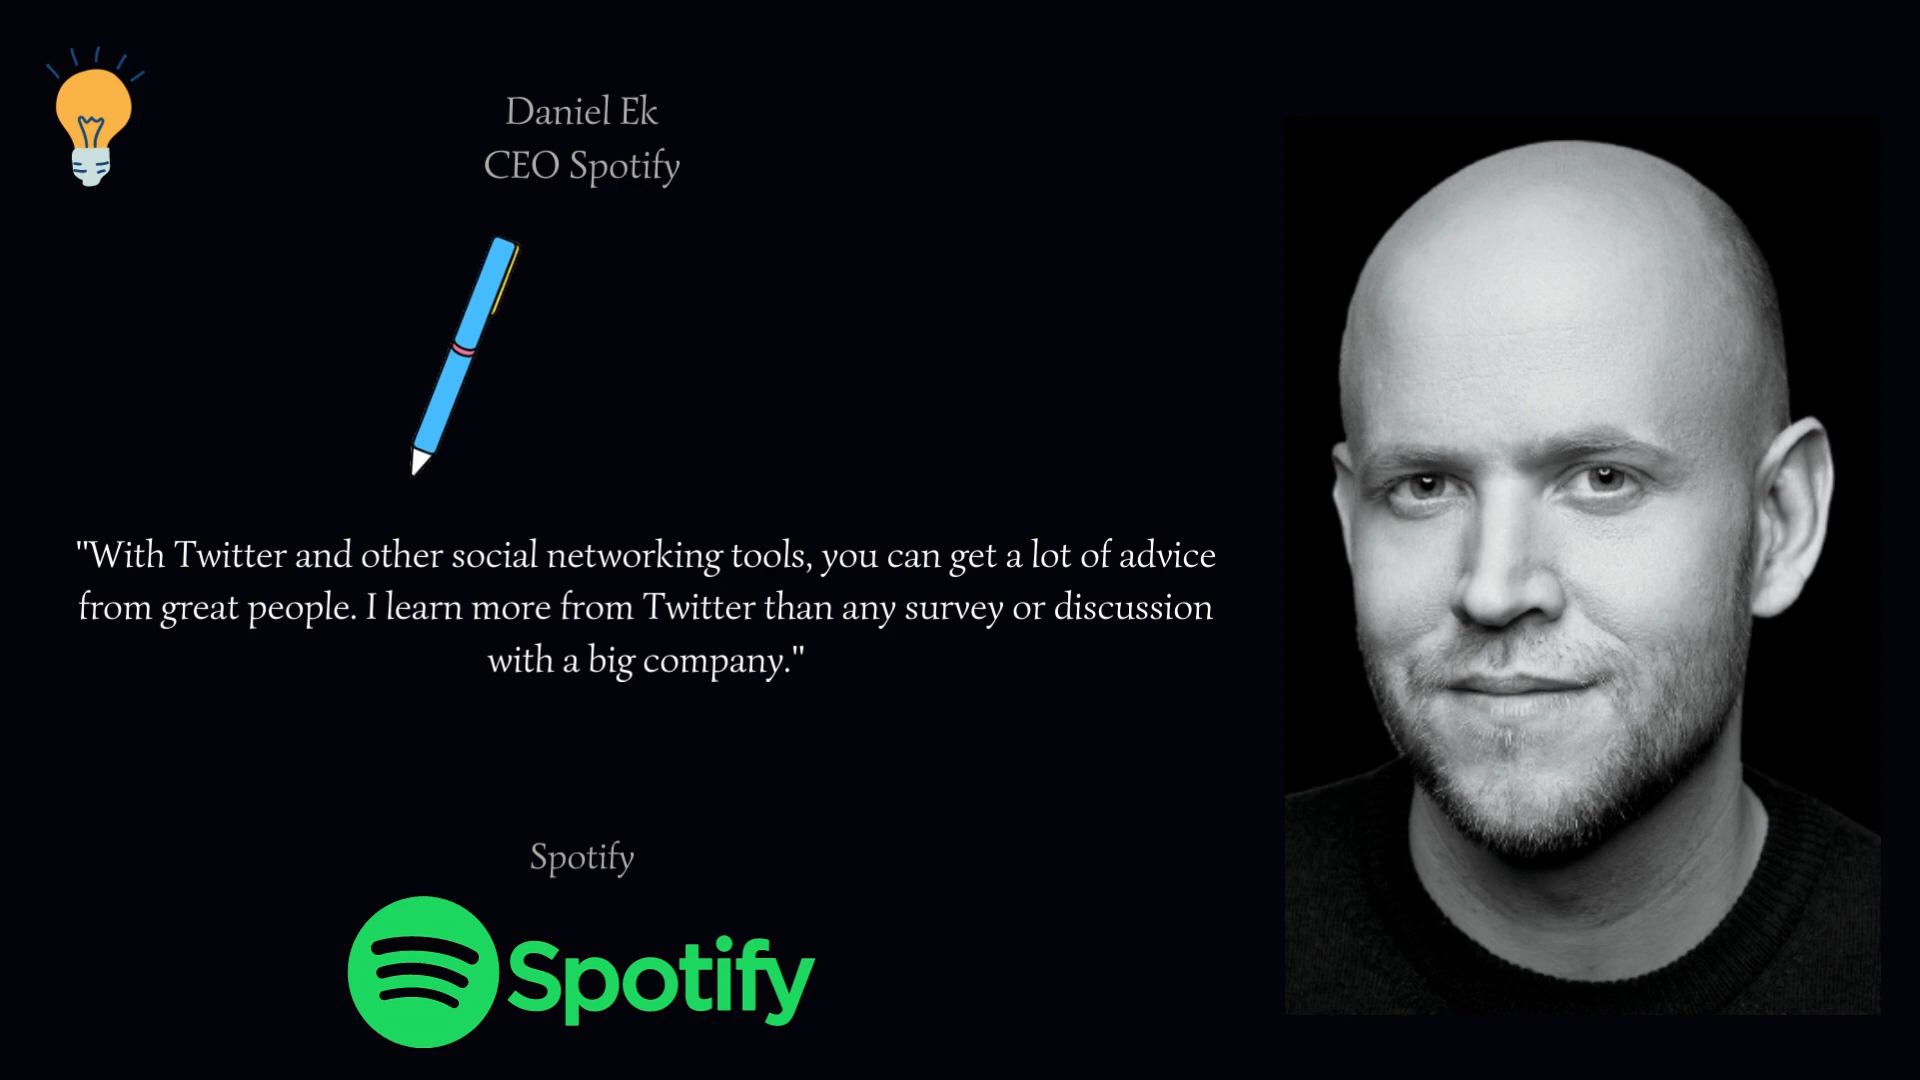 Daniel Ek
CEO Spotify
"With Twitter and other social networking tools, you can get a lot of advice
from great people. I learn more from Twitter than any survey or discussion
with a big company."
Spotify
Spotify